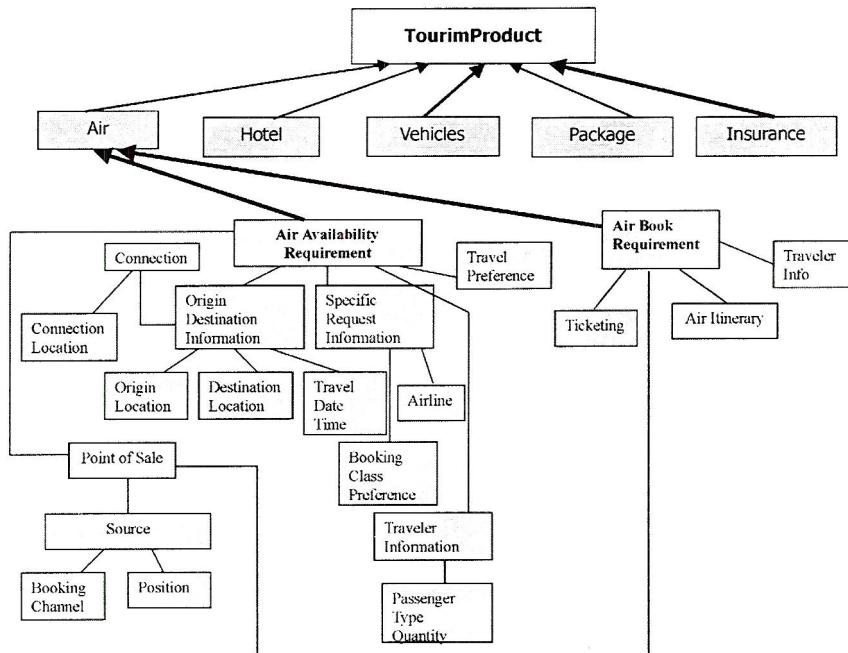 TourimProduct
Air
Hotel
Vehicles
Package
Insurance
Air Availability
Requirement
Air Book
Requirement
Connection
Travel
Preference
Traveler
Info
Origin
Destination
Information
Specific
Request
Information
Connection
Location
Ticketing
Air Itinerary
Origin
Location
Destination
Location
Travel
Date
Time
Airline
Point of Sale
Booking
Class
Preference
Source
Traveler
Information
Booking
Channel
Position
Passenger
Type
Quantity